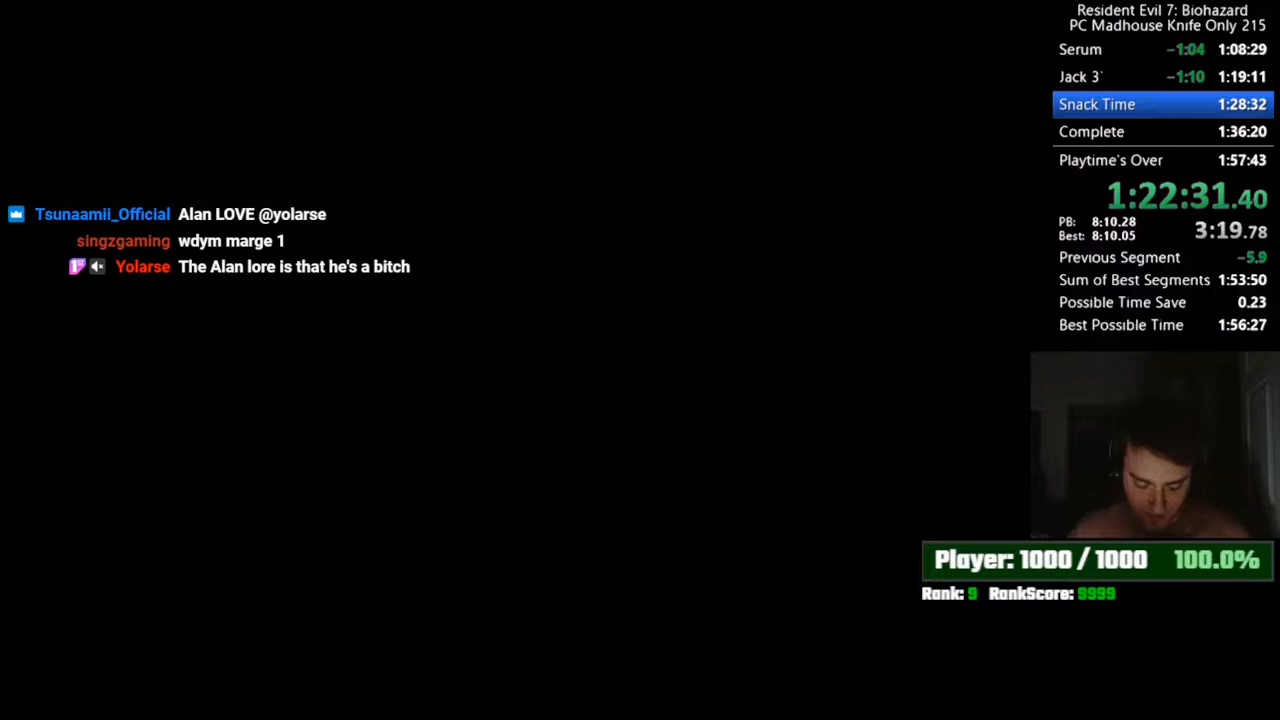 Resident Evil 7: Biohazard
PC Madhouse Knife Only 215
Serum -1:04 1:08:29
Jack 3` -1:10 1:19:11
Snack Time 1:28:32
Complete 1:36:20
Playtime's Over 1:57:43
1:22:31.40
PB: 8:10.28
Best: 8:10.05
3:19.78
Previous Segment -5.9
Sum of Best Segments 1:53:50
Possible Time Save 0.23
Best Possible Time 1:56:27
Tsunaamii_Official Alan LOVE @yolarse
singzgaming wdym marge 1
Yolarse The Alan lore is that he's a bitch
Player: 1000 / 1000 100.0%
Rank: 9 RankScore: 9999